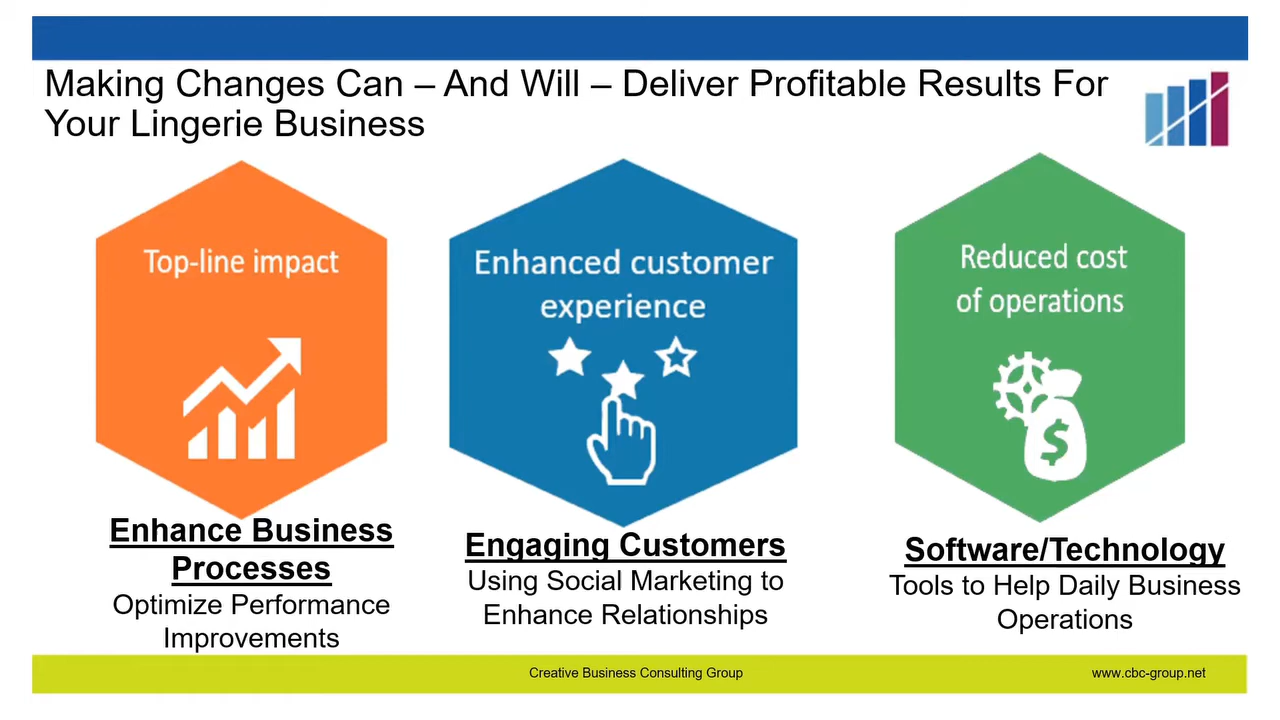 Making Changes Can – And Will – Deliver Profitable Results For
Your Lingerie Business
Top-line impact
Enhanced customer
experience
Reduced cost
of operations
$
Enhance Business
Processes
Optimize Performance
Improvements
Engaging Customers
Using Social Marketing to
Enhance Relationships
Software/Technology
Tools to Help Daily Business
Operations
Creative Business Consulting Group
www.cbc-group.net